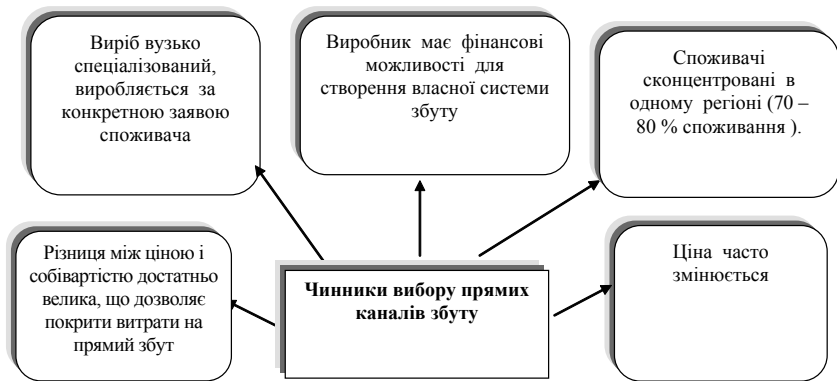 Виріб вузько
спеціалізований,
виробляється за
конкретною заявою
споживача
Виробник має фінансові
можливості для
створення власної системи
збуту
Споживачі
сконцентровані в
одному регіоні (70 –
80 % споживання ).
Різниця між ціною і
собівартістю достатньо
велика, що дозволяє
покрити витрати на
прямий збут
Чинники вибору прямих
каналів збуту
Ціна часто
змінюється